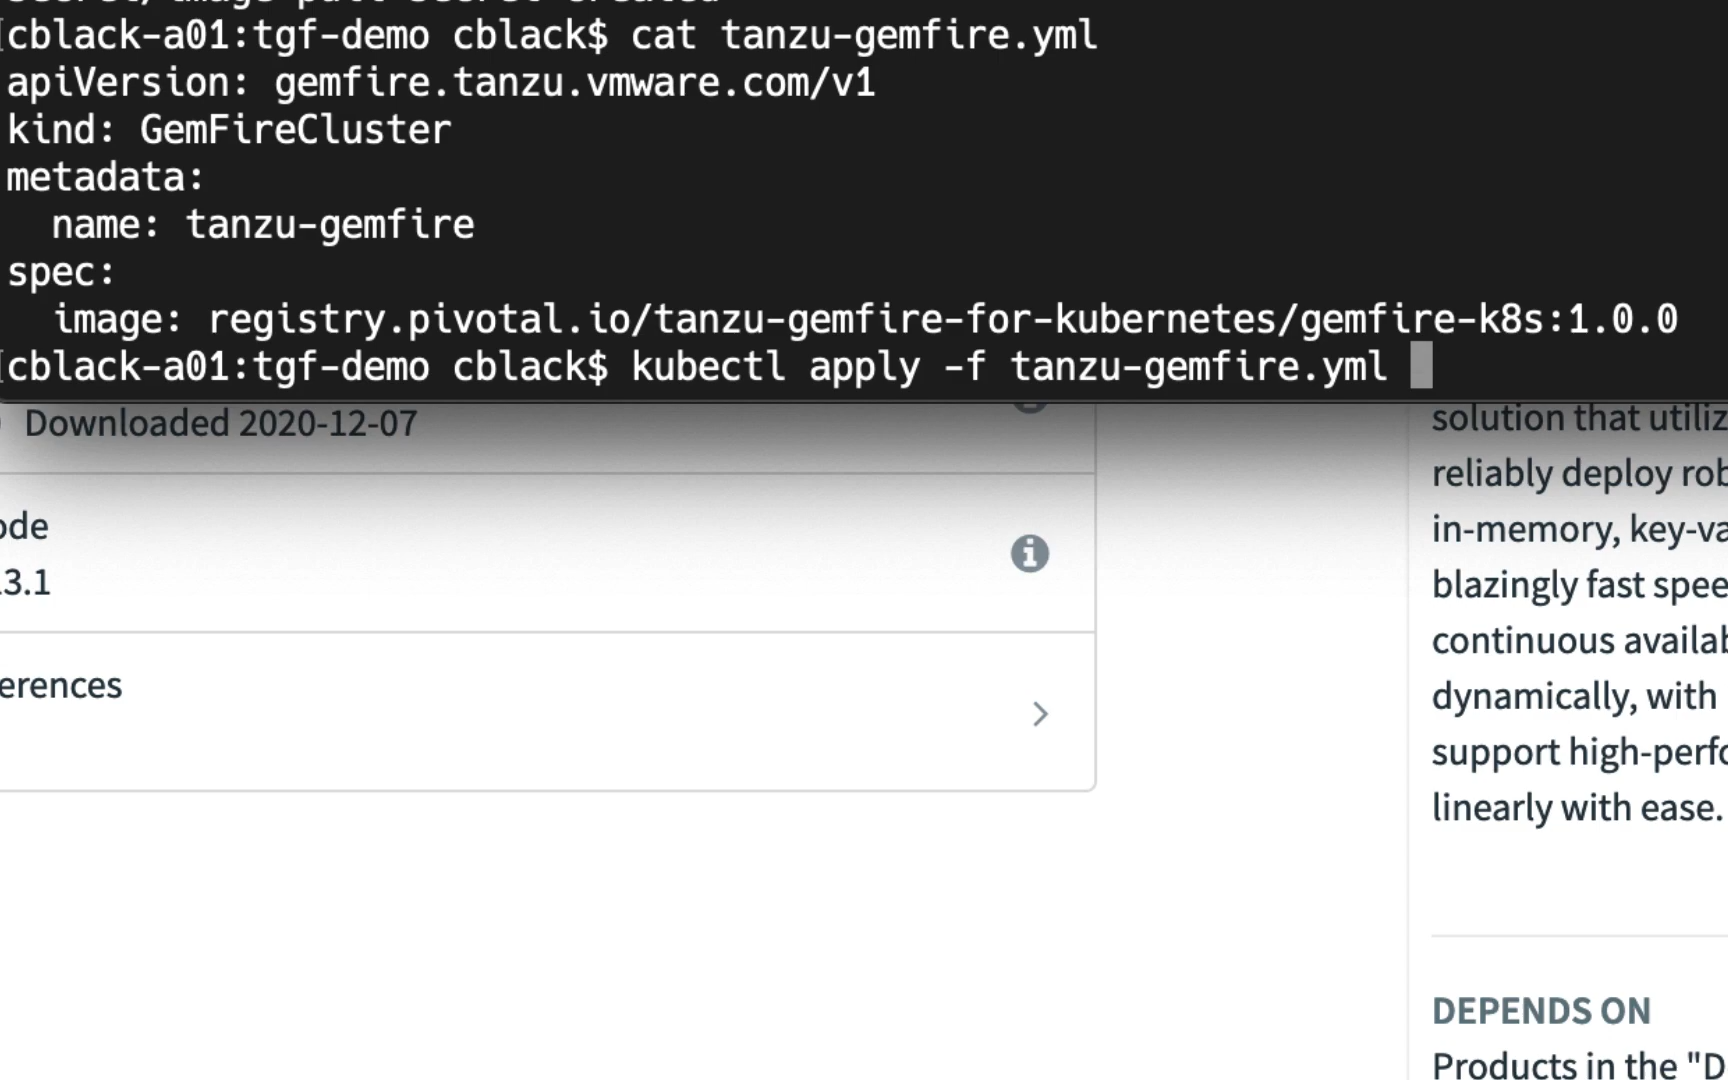 [cblack-a01:tgf-demo cblack$ cat tanzu-gemfire.yml
apiVersion: gemfire.tanzu.vmware.com/v1
kind: GemFireCluster
metadata:
  name: tanzu-gemfire
spec:
  image: registry.pivotal.io/tanzu-gemfire-for-kubernetes/gemfire-k8s:1.0.0
[cblack-a01:tgf-demo cblack$ kubectl apply -f tanzu-gemfire.yml
Downloaded 2020-12-07
ode
3.1
erences
solution that utiliz
reliably deploy rob
in-memory, key-va
blazingly fast spee
continuous availab
dynamically, with
support high-perfo
linearly with ease.
DEPENDS ON
Products in the "D